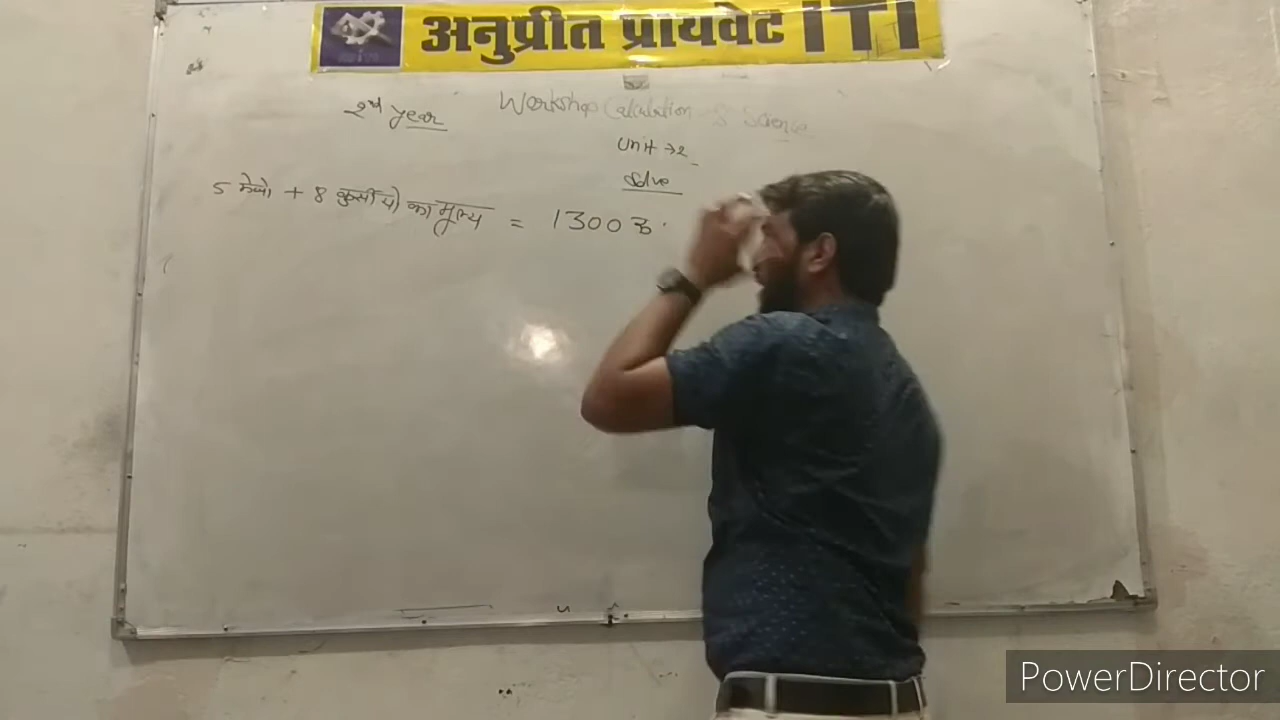 अनुप्रीत प्रायवेट ITI
2nd year
Workshop Calculation & Science
Unit → 2
Solve
5 मेजो + 8 कुर्सीयो का मूल्य = 1300 रु.
PowerDirector